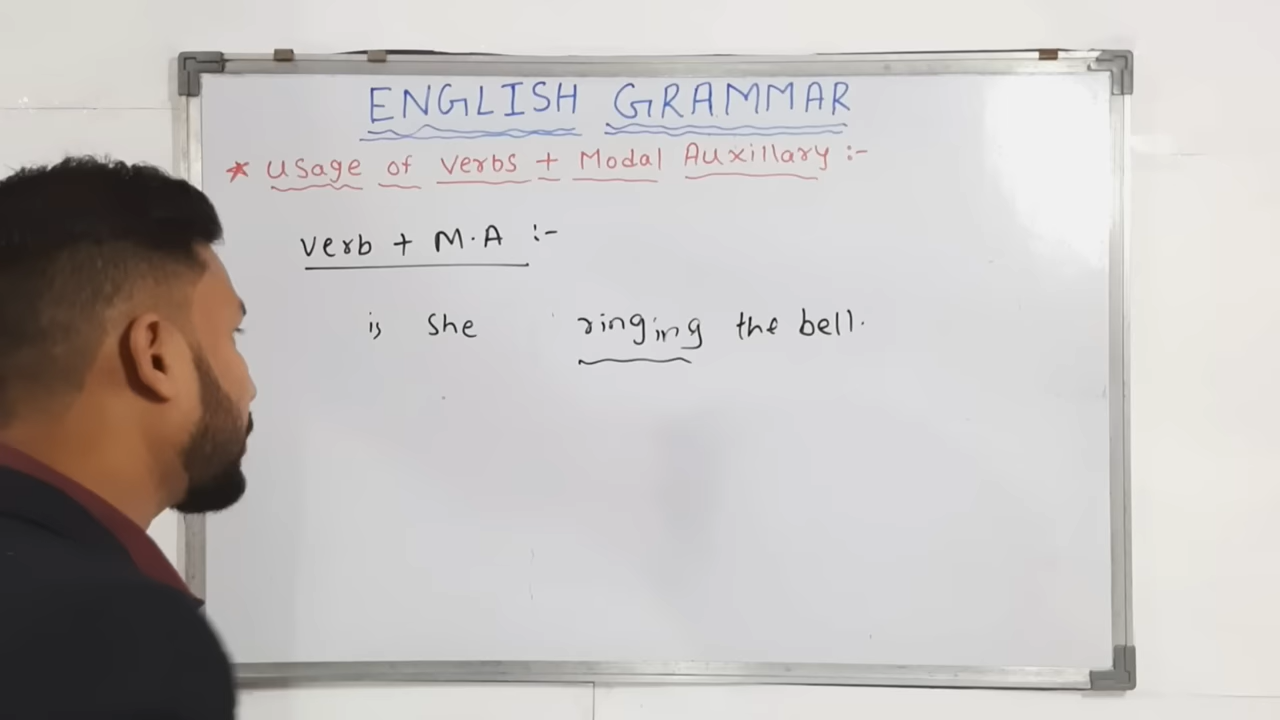 ENGLISH GRAMMAR
* Usage of Verbs + Modal Auxillary :-
Verb + M.A :-
is She ringing the bell.